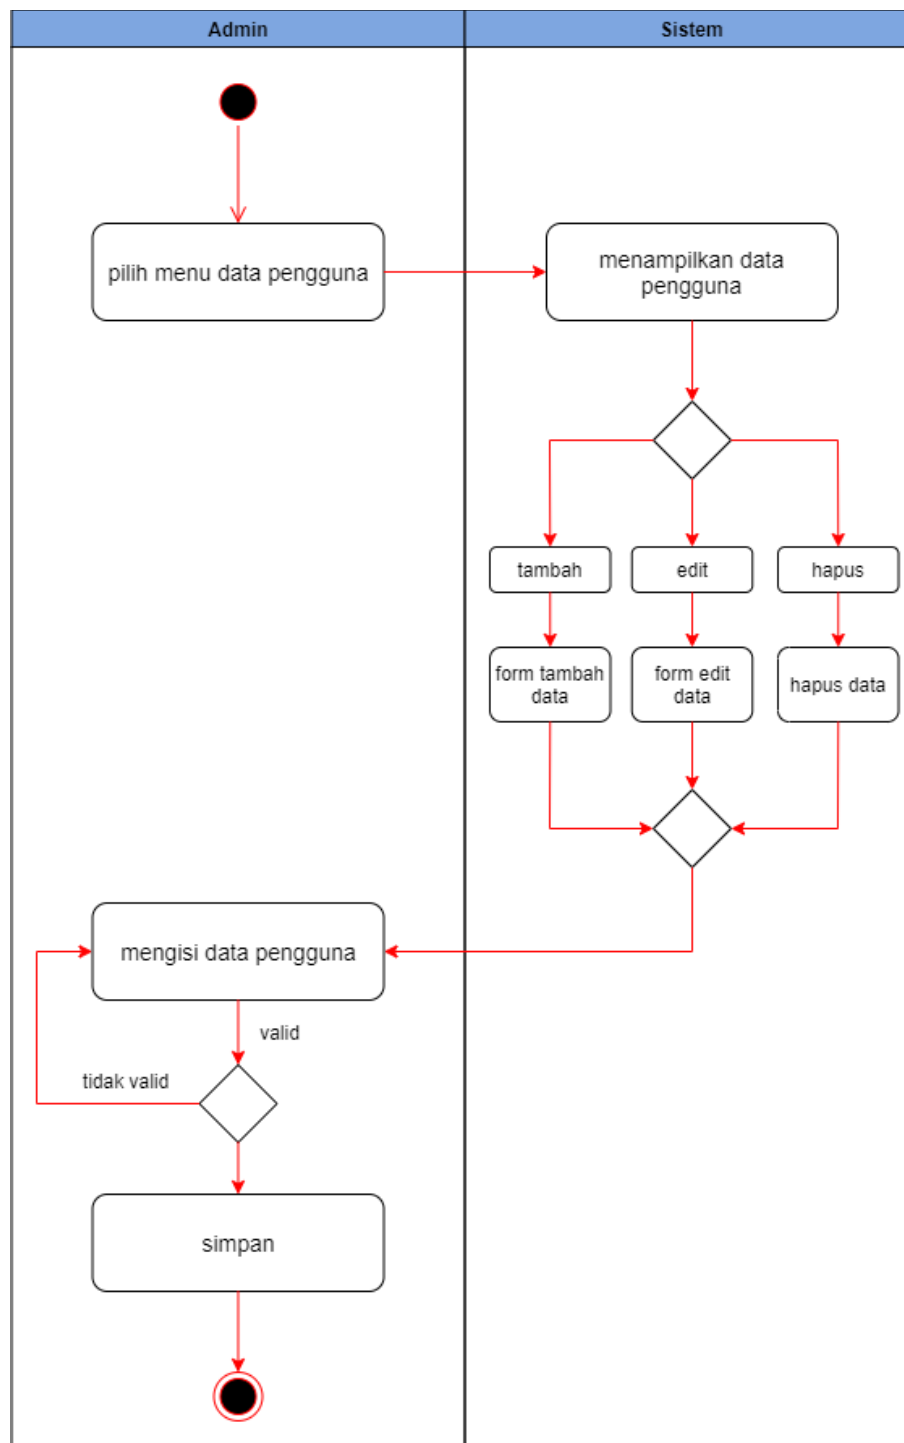 Admin
Sistem
pilih menu data pengguna
menampilkan data
pengguna
tambah
edit
hapus
form tambah
data
form edit
data
hapus data
mengisi data pengguna
valid
tidak valid
simpan